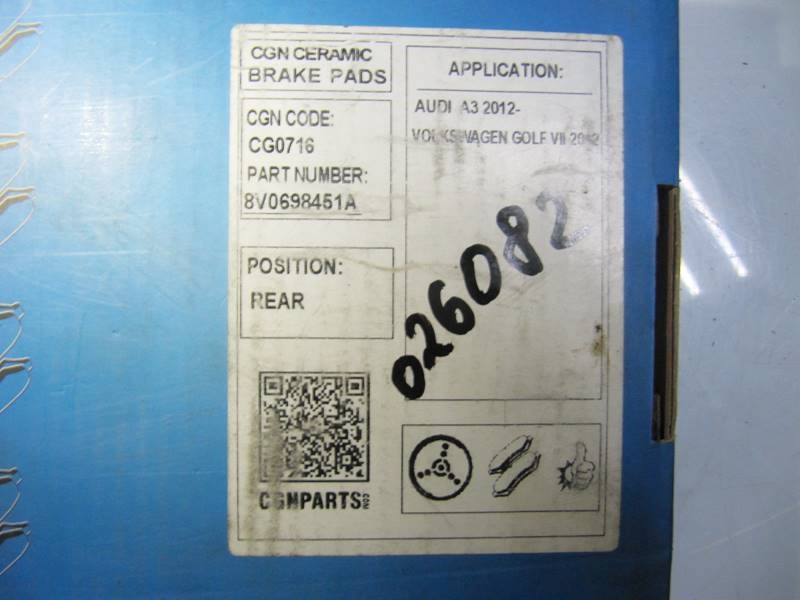 CGN CERAMIC
BRAKE PADS
CGN CODE:
CG0716
PART NUMBER:
8V0698451A
POSITION:
REAR
CGNPARTS.COM
APPLICATION:
AUDI A3 2012-
VOLKSWAGEN GOLF VII 2012
026082